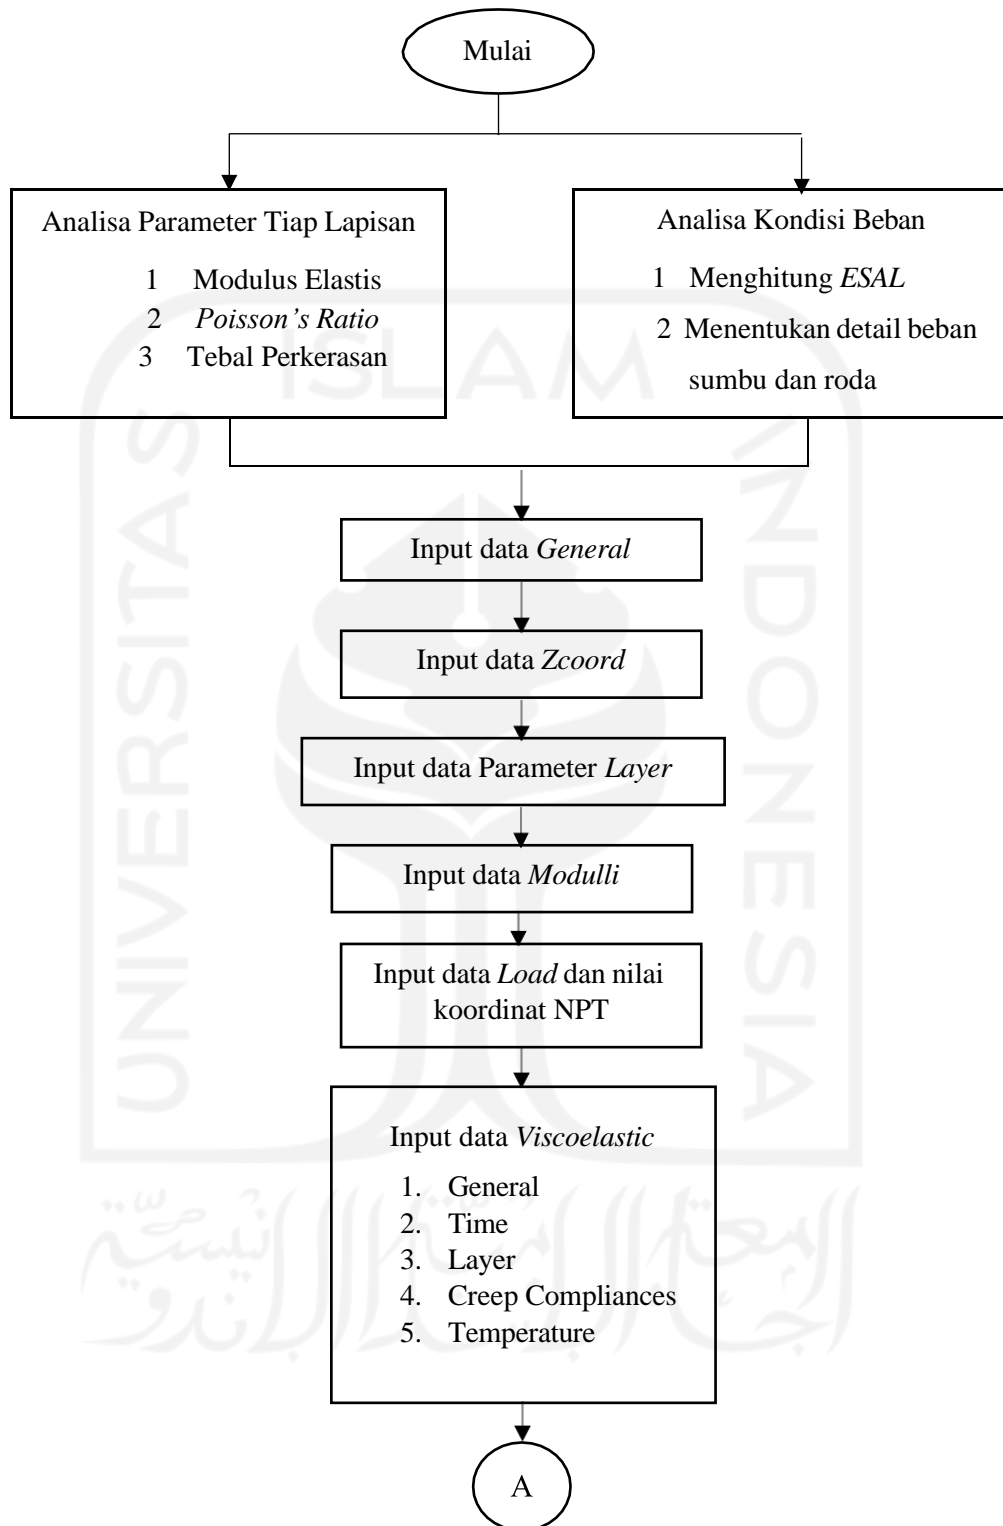 Mulai
Analisa Parameter Tiap Lapisan
1 Modulus Elastis
2 Poisson's Ratio
3 Tebal Perkerasan
Analisa Kondisi Beban
1 Menghitung ESAL
2 Menentukan detail beban
sumbu dan roda
Input data General
Input data Zcoord
Input data Parameter Layer
Input data Modulli
Input data Load dan nilai
koordinat NPT
Input data Viscoelastic
1. General
2. Time
3. Layer
4. Creep Compliances
5. Temperature
A
UNIVERSITAS
ISLAM
INDONESIA